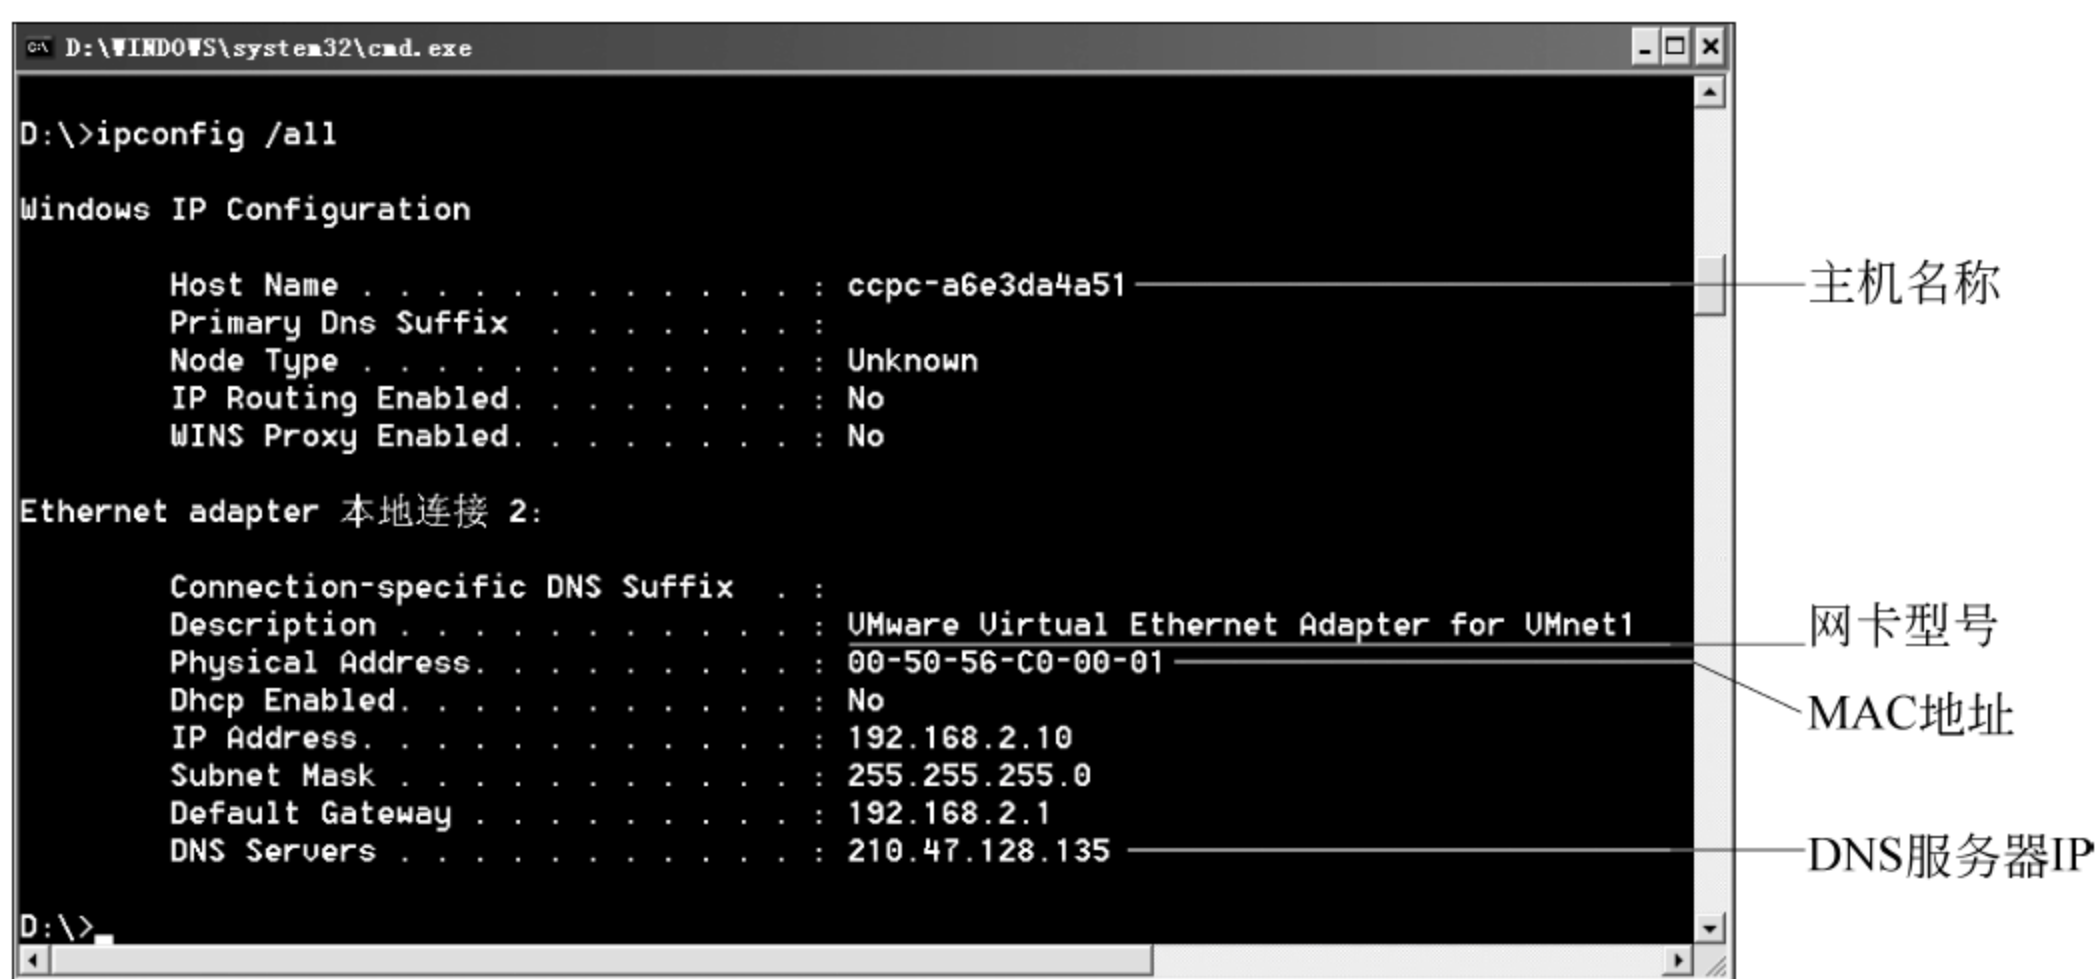 D:\WINDOWS\system32\cmd.exe
D:\>ipconfig /all
Windows IP Configuration
Host Name . . . . . . . . . . . . : ccpc-a6e3da4a51
主机名称
Primary Dns Suffix  . . . . . . . :
Node Type . . . . . . . . . . . . : Unknown
IP Routing Enabled. . . . . . . . : No
WINS Proxy Enabled. . . . . . . . : No
Ethernet adapter 本地连接 2:
Connection-specific DNS Suffix  . :
Description . . . . . . . . . . . : VMware Virtual Ethernet Adapter for VMnet1
网卡型号
Physical Address. . . . . . . . . : 00-50-56-C0-00-01
MAC地址
Dhcp Enabled. . . . . . . . . . . : No
IP Address. . . . . . . . . . . . : 192.168.2.10
Subnet Mask . . . . . . . . . . . : 255.255.255.0
Default Gateway . . . . . . . . . : 192.168.2.1
DNS Servers . . . . . . . . . . . : 210.47.128.135
DNS服务器IP
D:\>_